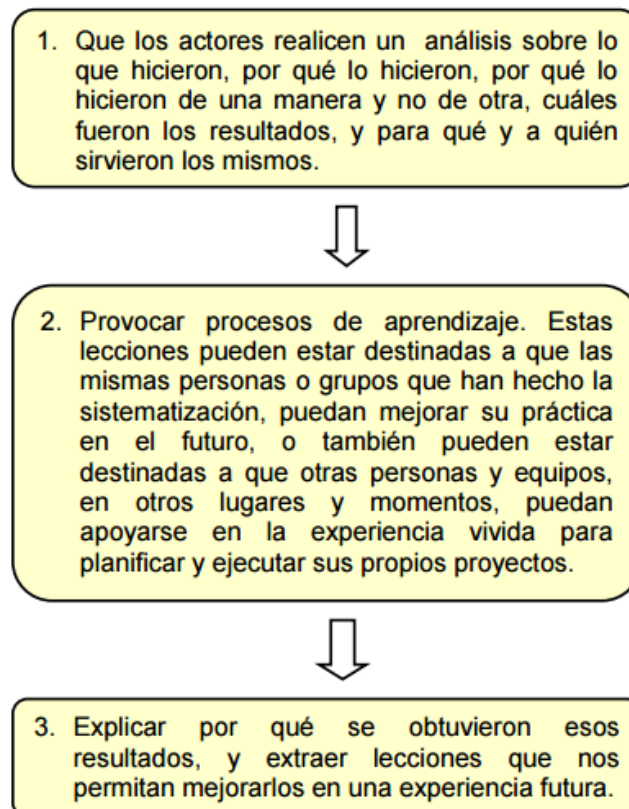 1. Que los actores realicen un análisis sobre lo
que hicieron, por qué lo hicieron, por qué lo
hicieron de una manera y no de otra, cuáles
fueron los resultados, y para qué y a quién
sirvieron los mismos.
2. Provocar procesos de aprendizaje. Estas
lecciones pueden estar destinadas a que las
mismas personas o grupos que han hecho la
sistematización, puedan mejorar su práctica
en el futuro, o también pueden estar
destinadas a que otras personas y equipos,
en otros lugares y momentos, puedan
apoyarse en la experiencia vivida para
planificar y ejecutar sus propios proyectos.
3. Explicar por qué se obtuvieron esos
resultados, y extraer lecciones que nos
permitan mejorarlos en una experiencia futura.